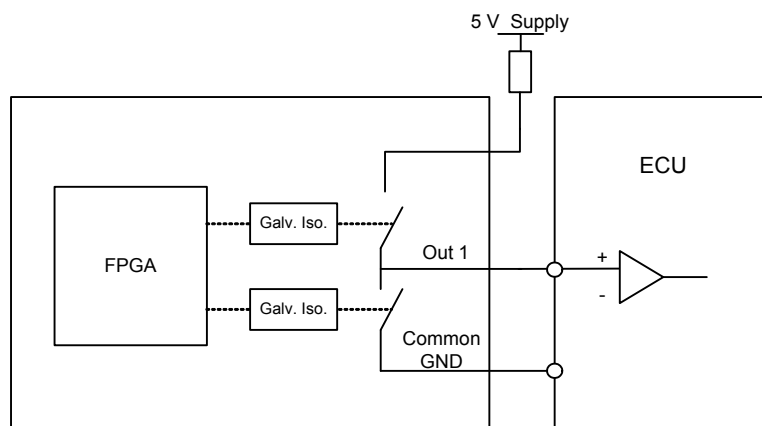 5 V Supply
ECU
Galv. Iso.
FPGA
Out 1
+
-
Galv. Iso.
Common
GND